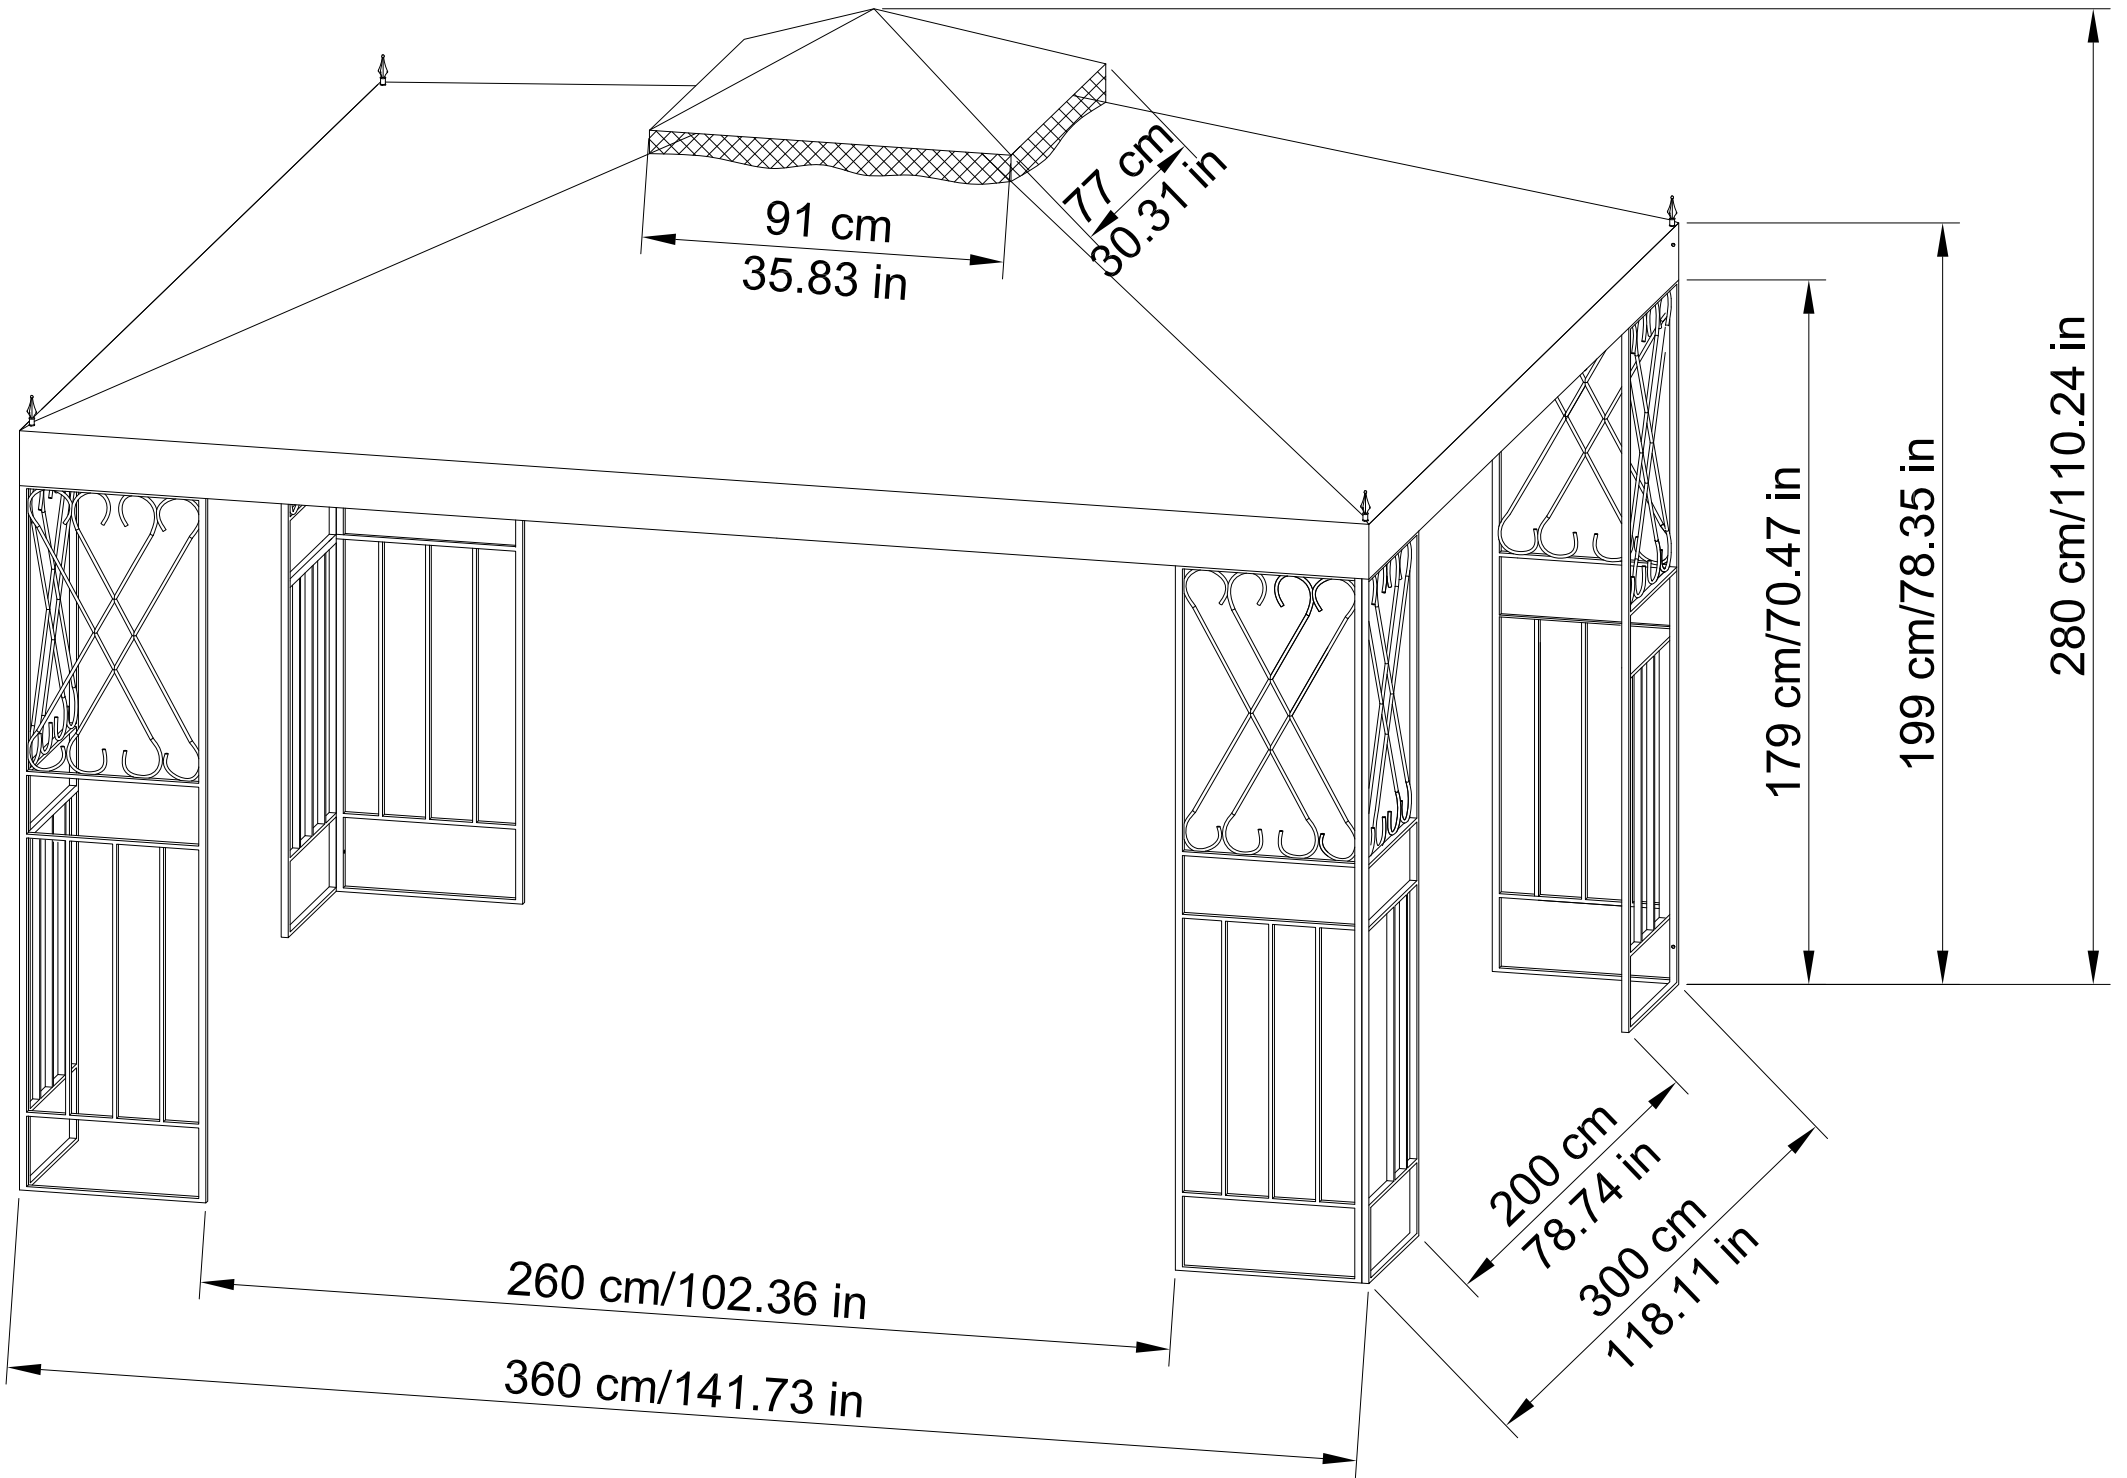 77 cm
30.31 in
91 cm
35.83 in
179 cm/70.47 in
199 cm/78.35 in
280 cm/110.24 in
200 cm
78.74 in
300 cm
118.11 in
260 cm/102.36 in
360 cm/141.73 in